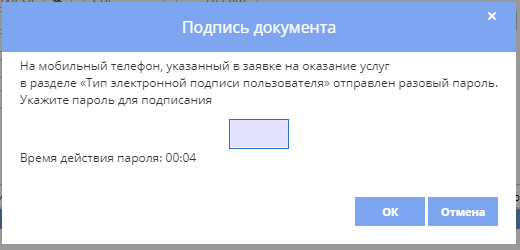 Подпись документа
×
На мобильный телефон, указанный в заявке на оказание услуг
в разделе «Тип электронной подписи пользователя» отправлен разовый пароль.
Укажите пароль для подписания
Время действия пароля: 00:04
ОК
Отмена